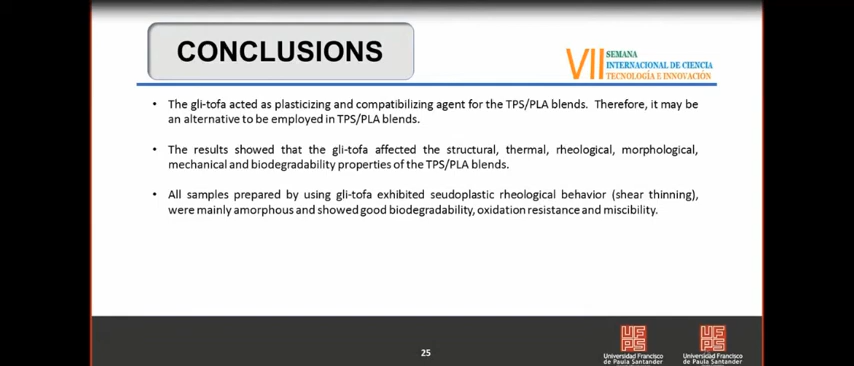 CONCLUSIONS
VII SEMANA
INTERNACIONAL DE CIENCIA
TECNOLOGÍA E INNOVACIÓN
• The gli-tofa acted as plasticizing and compatibilizing agent for the TPS/PLA blends. Therefore, it may be
an alternative to be employed in TPS/PLA blends.
• The results showed that the gli-tofa affected the structural, thermal, rheological, morphological,
mechanical and biodegradability properties of the TPS/PLA blends.
• All samples prepared by using gli-tofa exhibited seudoplastic rheological behavior (shear thinning),
were mainly amorphous and showed good biodegradability, oxidation resistance and miscibility.
25
UFPS UFPS
Universidad Francisco Universidad Francisco
de Paula Santander de Paula Santander